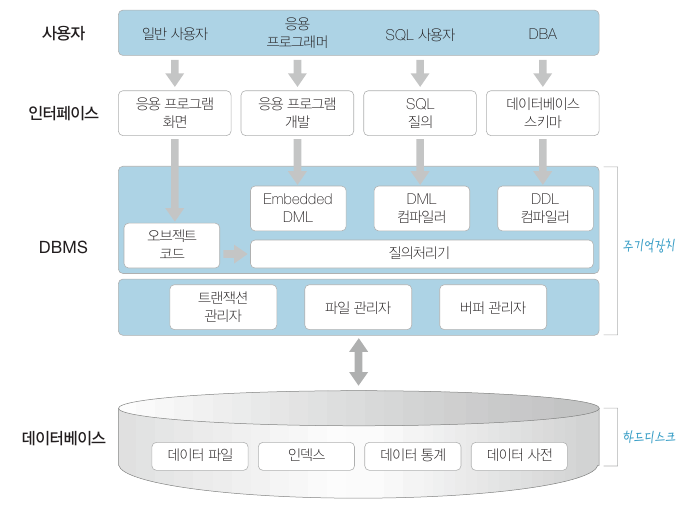 사용자
일반 사용자
응용
프로그래머
SQL 사용자
DBA
인터페이스
응용 프로그램
화면
응용 프로그램
개발
SQL
질의
데이터베이스
스키마
DBMS
Embedded
DML
DML
컴파일러
DDL
컴파일러
오브젝트
코드
질의처리기
주기억장치
트랜잭션
관리자
파일 관리자
버퍼 관리자
데이터베이스
데이터 파일
인덱스
데이터 통계
데이터 사전
하드디스크